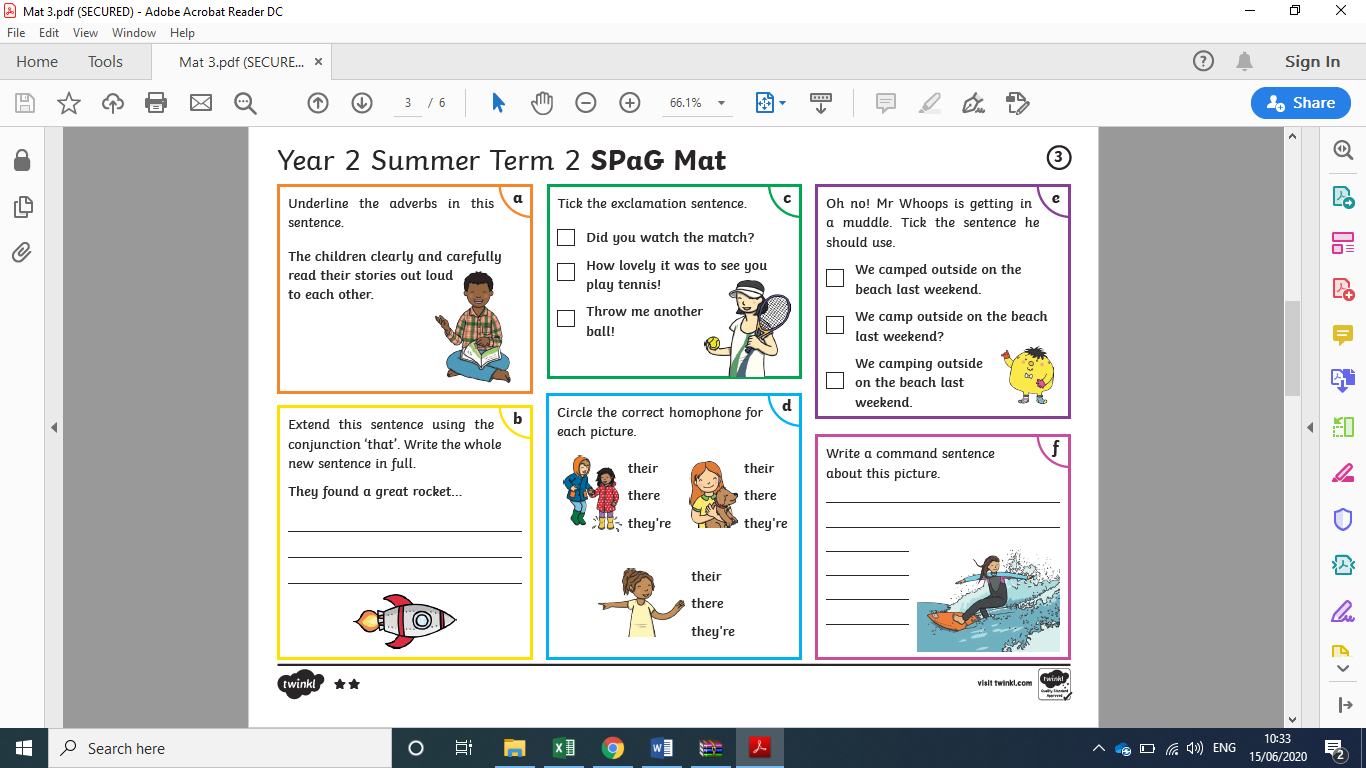 Mat 3.pdf (SECURED) - Adobe Acrobat Reader DC
File Edit View Window Help
Home Tools Mat 3.pdf (SECURE... × Sign In
3 / 6 66.1% Share
Year 2 Summer Term 2 SPaG Mat 3
a
Underline the adverbs in this
sentence.
The children clearly and carefully
read their stories out loud
to each other.
b
Extend this sentence using the
conjunction ‘that’. Write the whole
new sentence in full.
They found a great rocket...
c
Tick the exclamation sentence.
Did you watch the match?
How lovely it was to see you
play tennis!
Throw me another
ball!
d
Circle the correct homophone for
each picture.
their their
there there
they're they're
their
there
they're
e
Oh no! Mr Whoops is getting in
a muddle. Tick the sentence he
should use.
We camped outside on the
beach last weekend.
We camp outside on the beach
last weekend?
We camping outside
on the beach last
weekend.
f
Write a command sentence
about this picture.
twinkl visit twinkl.com twinkl
Quality Standard
Approved
Search here ENG 10:33
15/06/2020 2